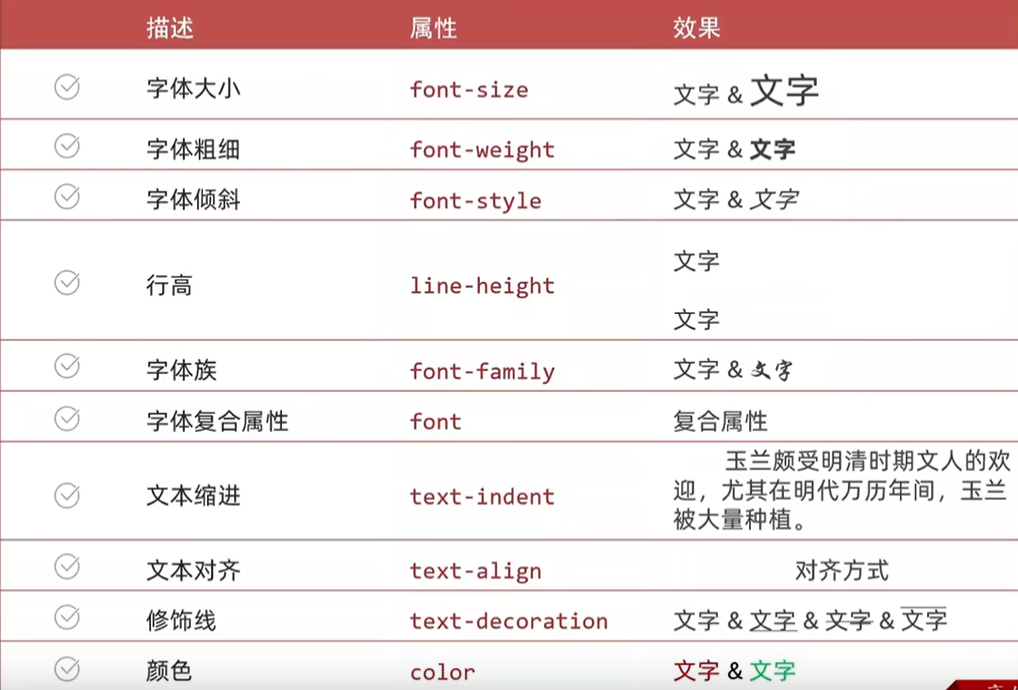 描述 属性 效果
字体大小 font-size 文字 & 文字
字体粗细 font-weight 文字 & 文字
字体倾斜 font-style 文字 & 文字
文字
行高 line-height
文字
字体族 font-family 文字 & 文字
字体复合属性 font 复合属性
玉兰颇受明清时期文人的欢
文本缩进 text-indent 迎，尤其在明代万历年间，玉兰
被大量种植。
文本对齐 text-align 对齐方式
修饰线 text-decoration 文字 & 文字 & 文字 & 文字
颜色 color 文字 & 文字